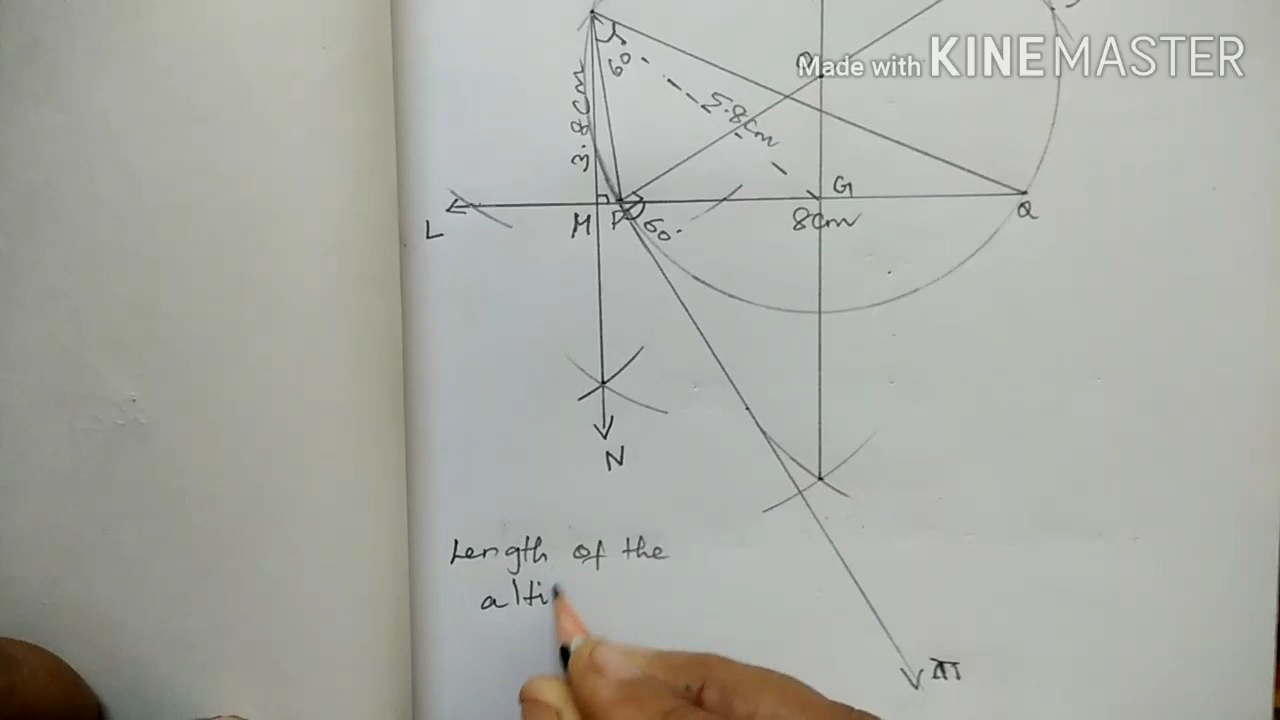 Made with KINEMASTER
60
3.8cm
5.8cm
L
M
P
60°
G
8cm
Q
N
Length of the
alti